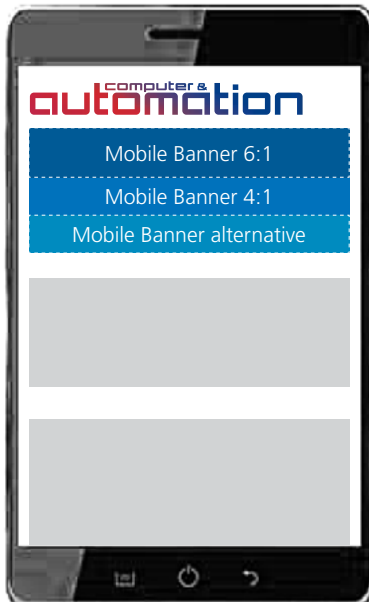 computer &
automation
Mobile Banner 6:1
Mobile Banner 4:1
Mobile Banner alternative